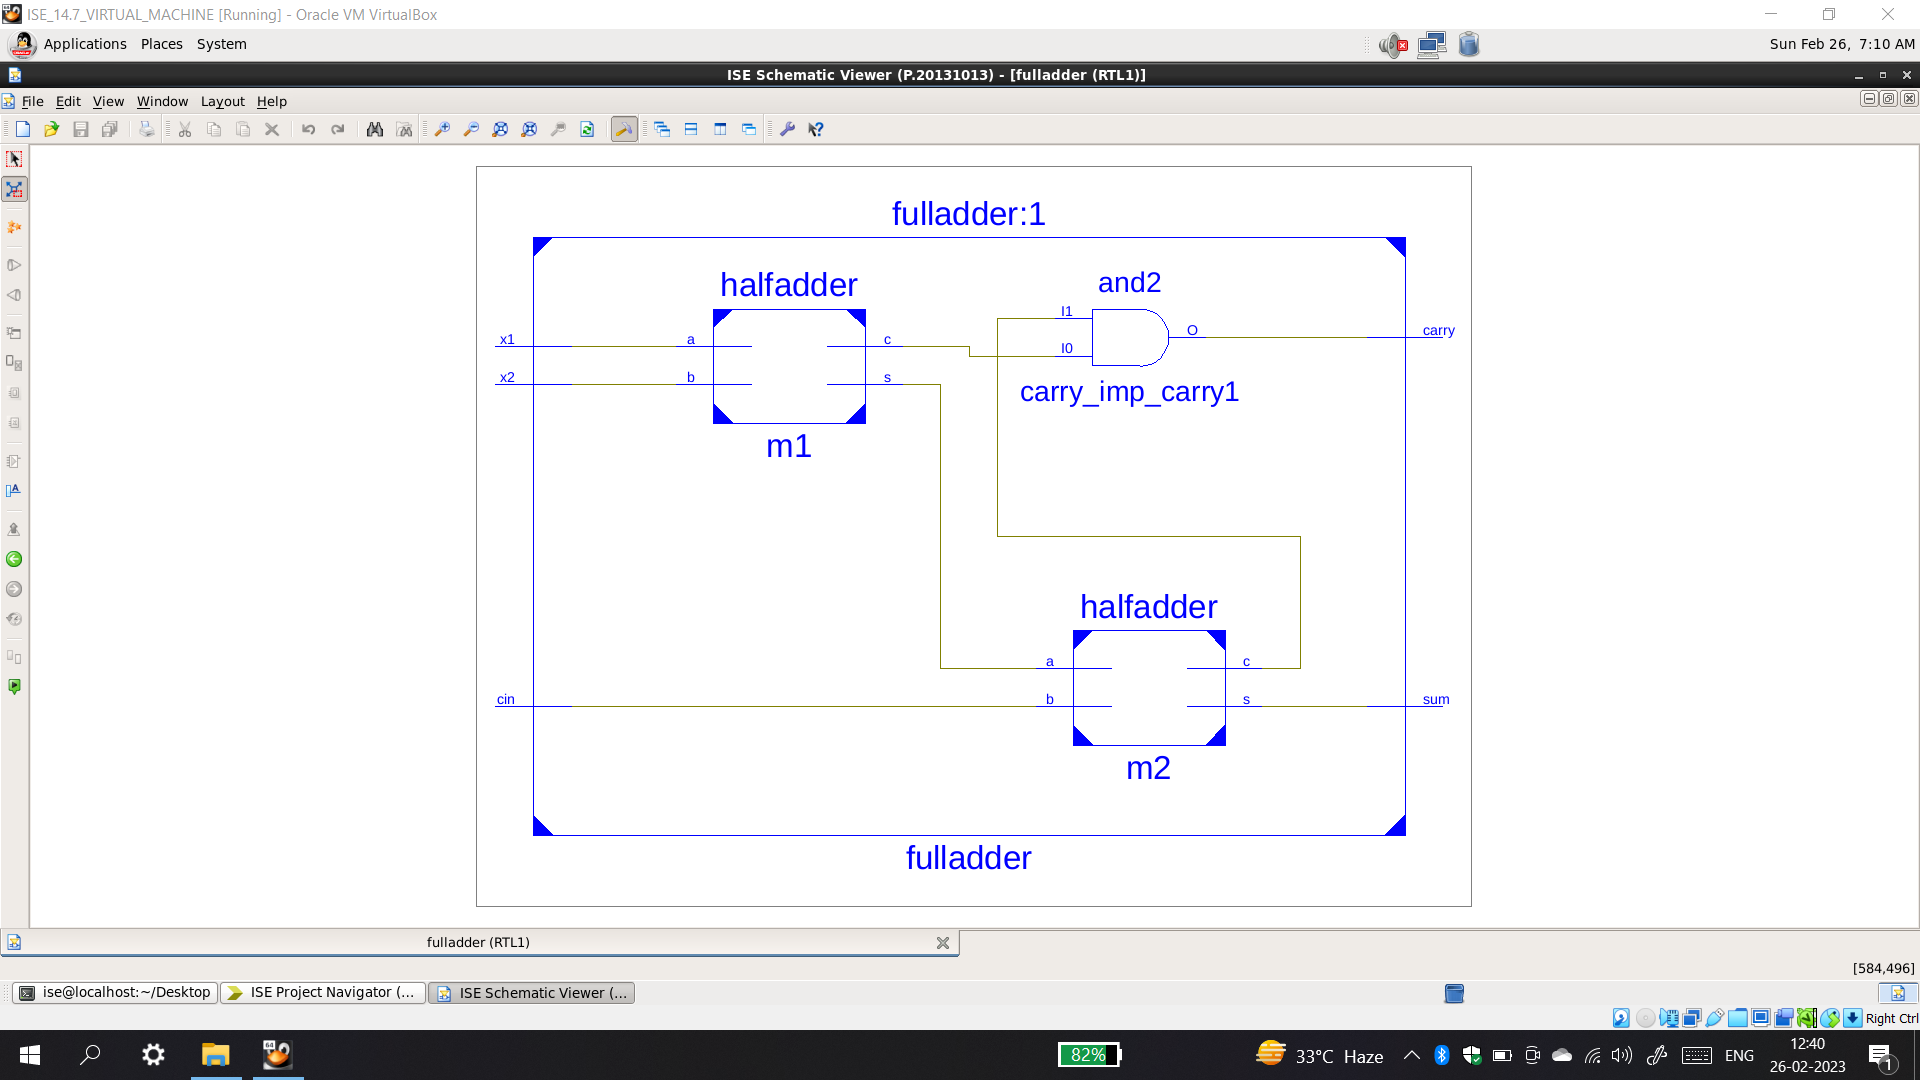 ISE_14.7_VIRTUAL_MACHINE [Running] - Oracle VM VirtualBox
Applications Places System
Sun Feb 26, 7:10 AM
ISE Schematic Viewer (P.20131013) - [fulladder (RTL1)]
File Edit View Window Layout Help
fulladder:1
halfadder
and2
I1
x1
a
c
O
carry
I0
x2
b
s
carry_imp_carry1
m1
halfadder
a
c
cin
b
s
sum
m2
fulladder
fulladder (RTL1)
[584,496]
ise@localhost:~/Desktop
ISE Project Navigator (...
ISE Schematic Viewer (...
Right Ctrl
64
82%
33°C Haze
ENG
12:40
26-02-2023
1